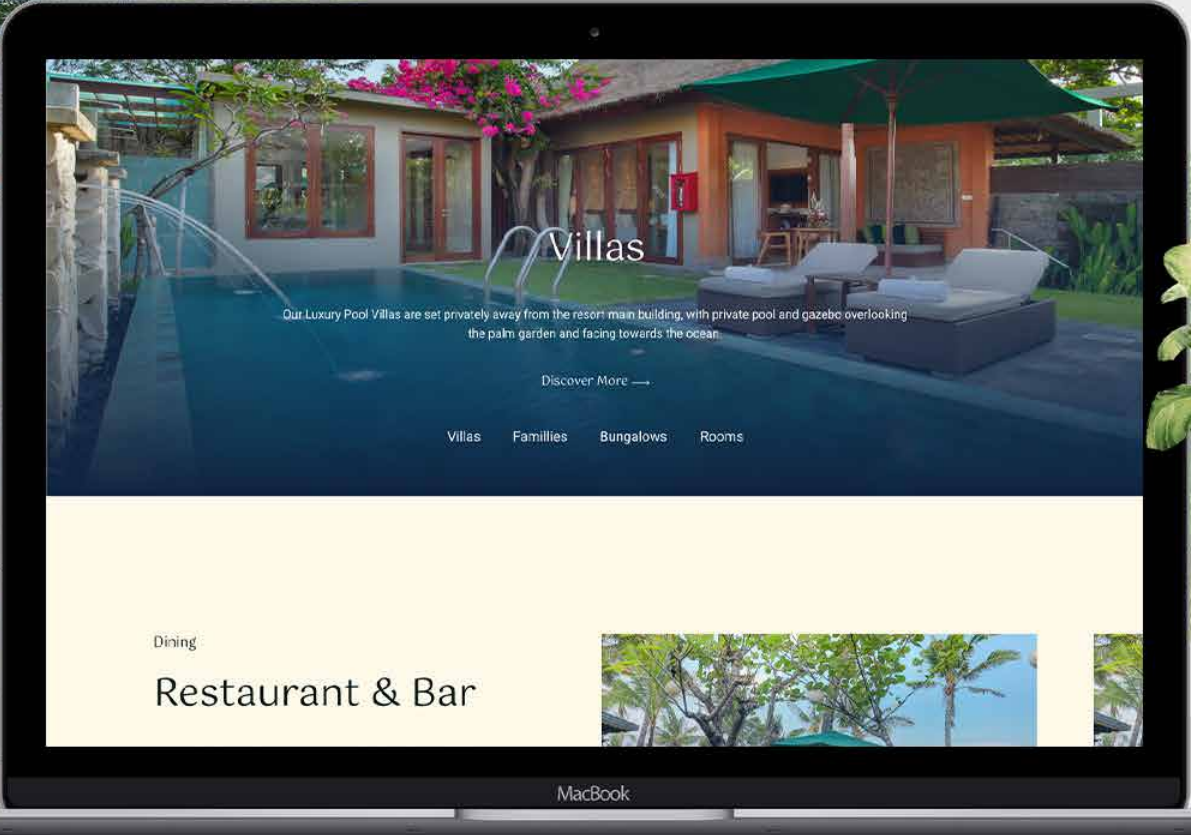 Villas
Our Luxury Pool Villas are set privately away from the resort main building, with private pool and gazebo overlooking
the palm garden and facing towards the ocean.
Discover More ⟶
Villas Famillies Bungalows Rooms
Dining
Restaurant & Bar
MacBook